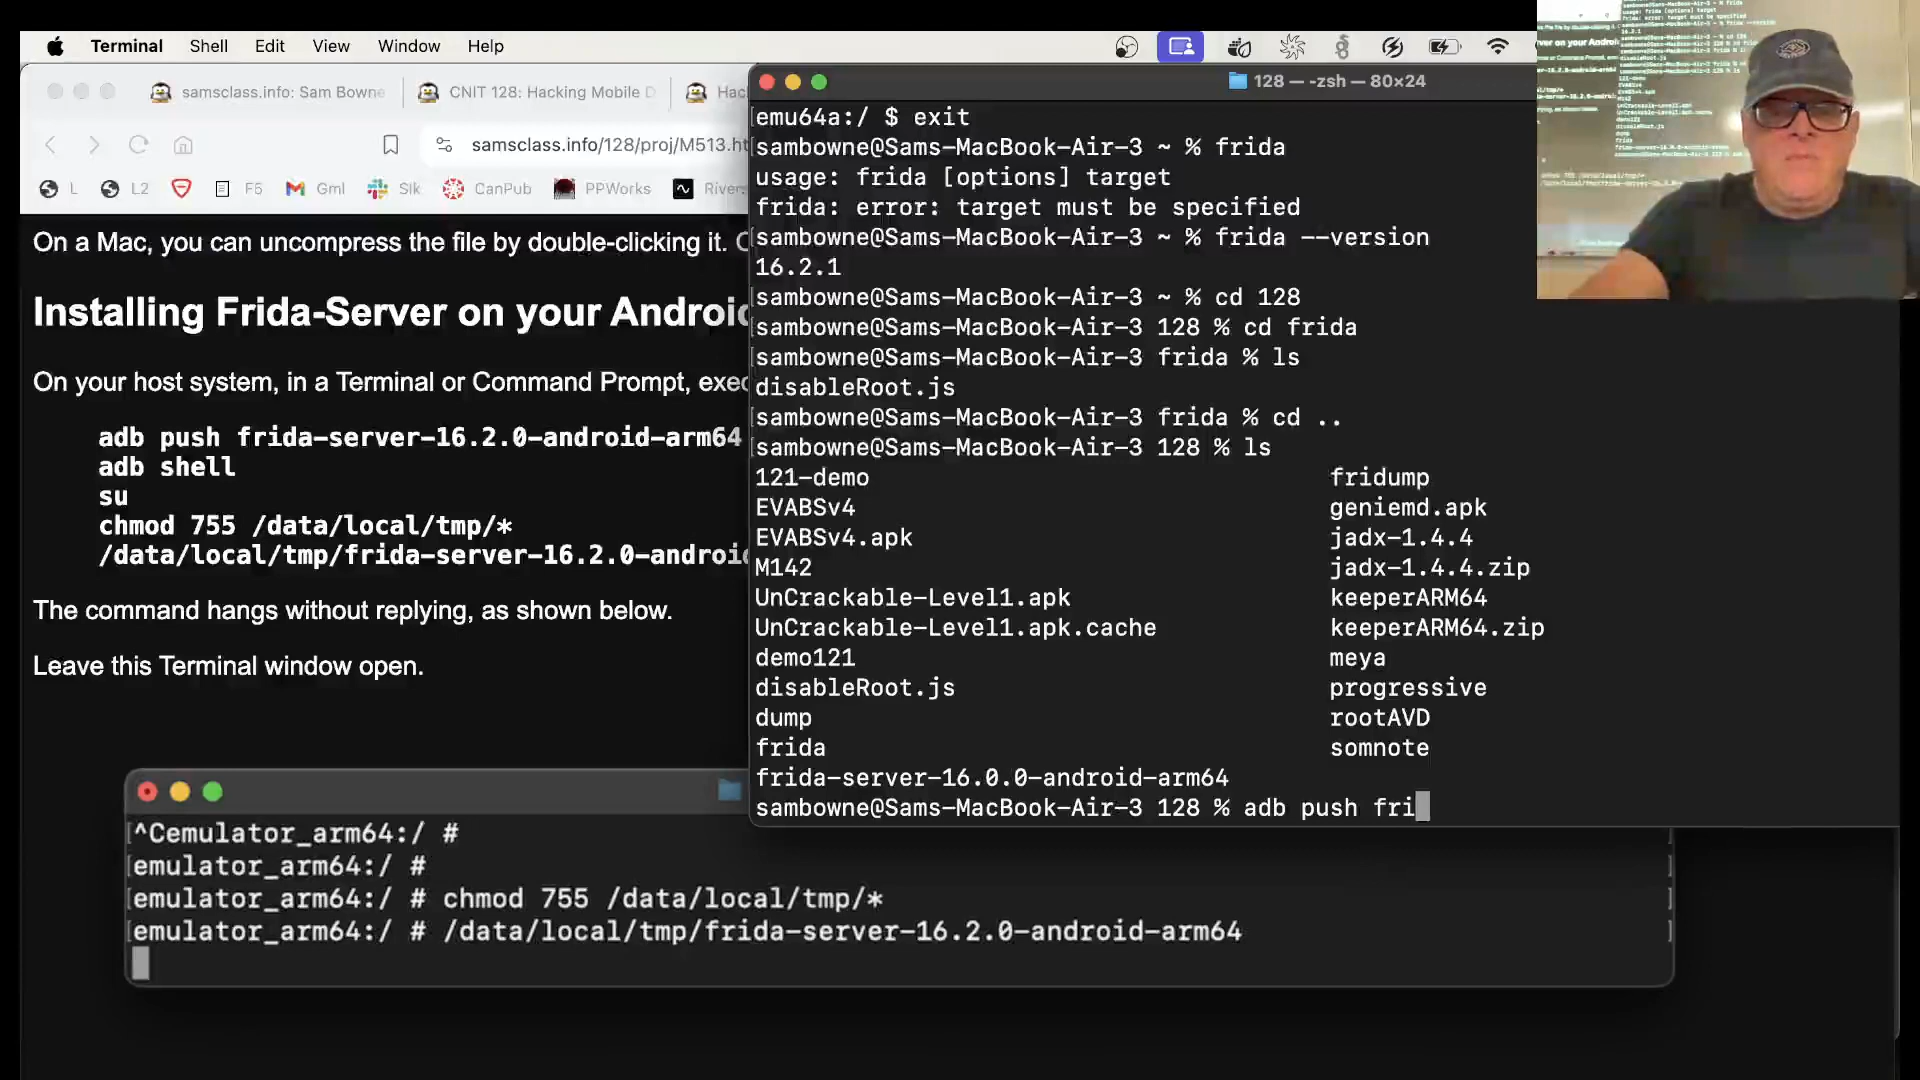 Terminal Shell Edit View Window Help
samsclass.info: Sam Bowne
CNIT 128: Hacking Mobile D
Hac
samsclass.info/128/proj/M513.ht
L L2 F5 Gml Slk CanPub PPWorks River
On a Mac, you can uncompress the file by double-clicking it.
Installing Frida-Server on your Android
On your host system, in a Terminal or Command Prompt, exec
adb push frida-server-16.2.0-android-arm64
adb shell
su
chmod 755 /data/local/tmp/*
/data/local/tmp/frida-server-16.2.0-android
The command hangs without replying, as shown below.
Leave this Terminal window open.
^Cemulator_arm64:/ #
emulator_arm64:/ #
emulator_arm64:/ # chmod 755 /data/local/tmp/*
emulator_arm64:/ # /data/local/tmp/frida-server-16.2.0-android-arm64
128 — -zsh — 80×24
emu64a:/ $ exit
sambowne@Sams-MacBook-Air-3 ~ % frida
usage: frida [options] target
frida: error: target must be specified
sambowne@Sams-MacBook-Air-3 ~ % frida --version
16.2.1
sambowne@Sams-MacBook-Air-3 ~ % cd 128
sambowne@Sams-MacBook-Air-3 128 % cd frida
sambowne@Sams-MacBook-Air-3 frida % ls
disableRoot.js
sambowne@Sams-MacBook-Air-3 frida % cd ..
sambowne@Sams-MacBook-Air-3 128 % ls
121-demo fridump
EVABSv4 geniemd.apk
EVABSv4.apk jadx-1.4.4
M142 jadx-1.4.4.zip
UnCrackable-Level1.apk keeperARM64
UnCrackable-Level1.apk.cache keeperARM64.zip
demo121 meya
disableRoot.js progressive
dump rootAVD
frida somnote
frida-server-16.0.0-android-arm64
sambowne@Sams-MacBook-Air-3 128 % adb push fri